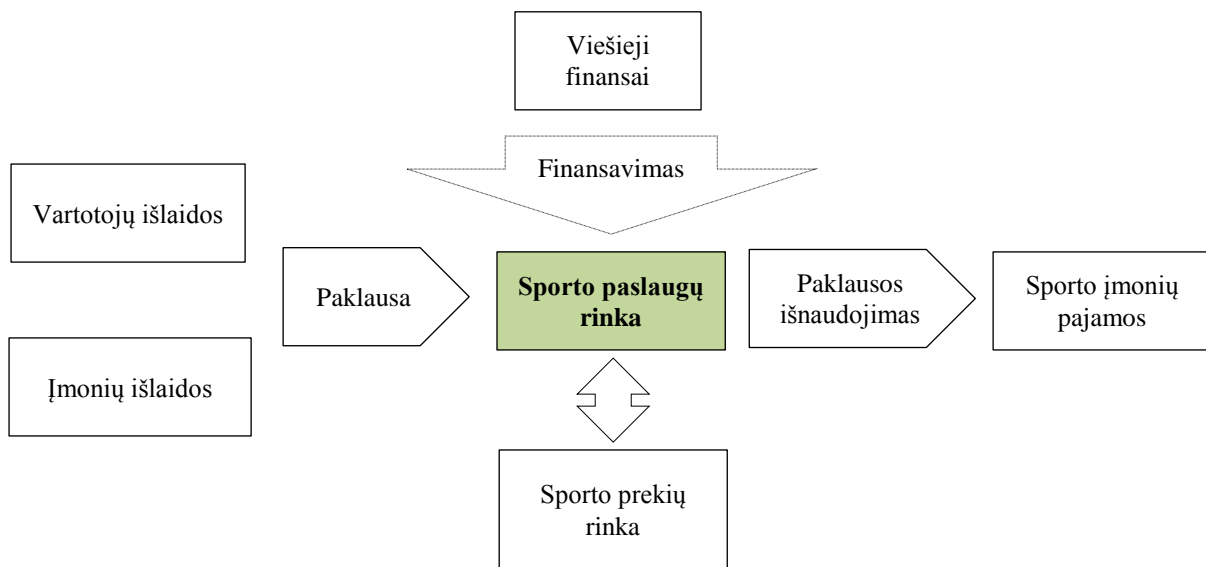 Viešieji
finansai
Finansavimas
Vartotojų išlaidos
Įmonių išlaidos
Paklausa
Sporto paslaugų
rinka
Paklausos
išnaudojimas
Sporto įmonių
pajamos
Sporto prekių
rinka